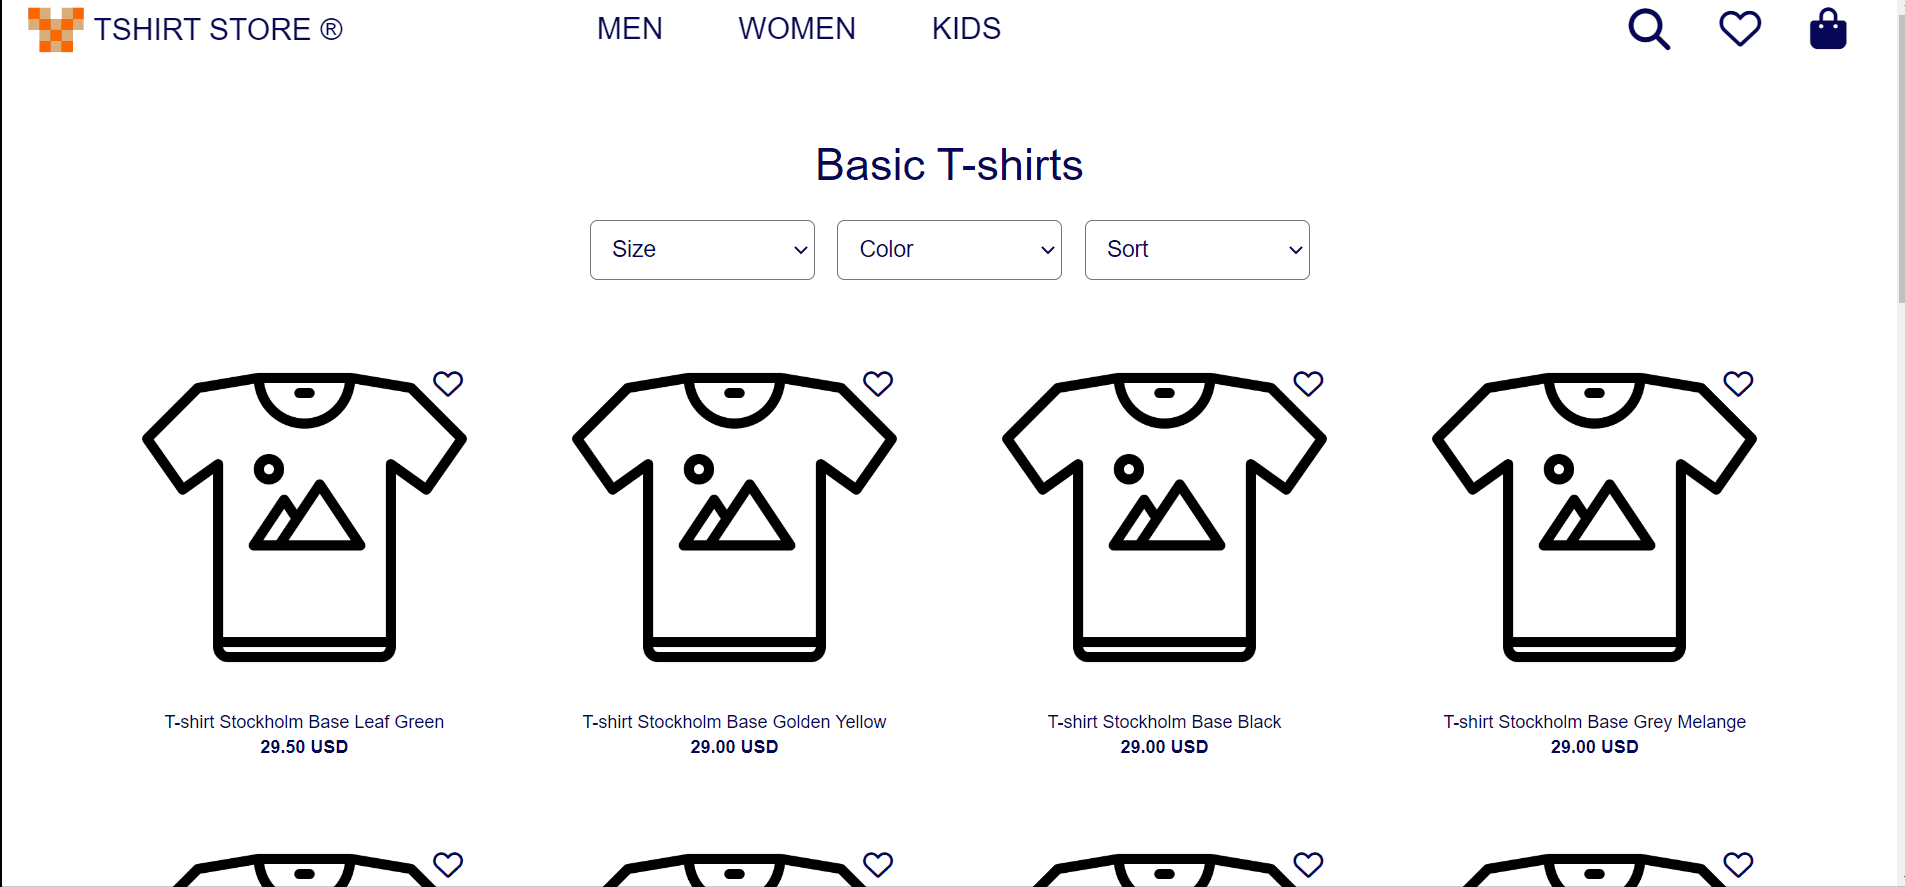 TSHIRT STORE ® MEN WOMEN KIDS
Basic T-shirts
Size Color Sort
T-shirt Stockholm Base Leaf Green
29.50 USD
T-shirt Stockholm Base Golden Yellow
29.00 USD
T-shirt Stockholm Base Black
29.00 USD
T-shirt Stockholm Base Grey Melange
29.00 USD